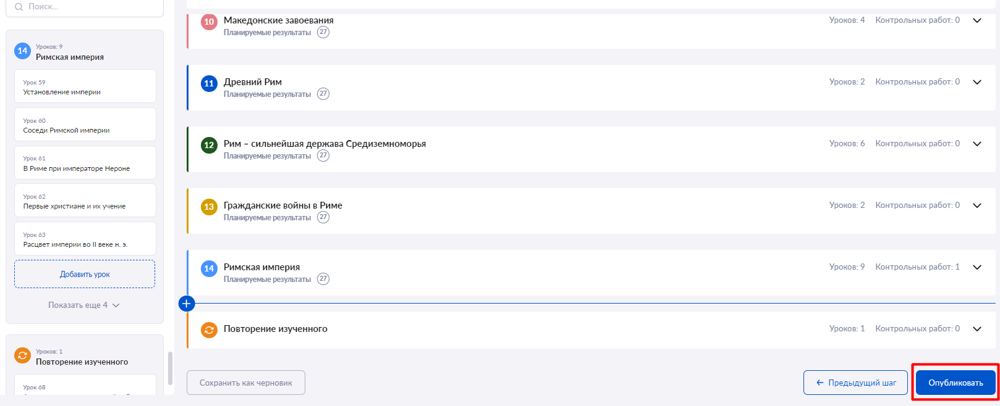 Поиск...
14
Уроков: 9
Римская империя
Урок 59
Установление империи
Урок 60
Соседи Римской империи
Урок 61
В Риме при императоре Нероне
Урок 62
Первые христиане и их учение
Урок 63
Расцвет империи во II веке н. э.
Добавить урок
Показать еще 4
Уроков: 1
Повторение изученного
Урок 68
10
Македонские завоевания
Уроков: 4
Контрольных работ: 0
Планируемые результаты
27
11
Древний Рим
Уроков: 2
Контрольных работ: 0
Планируемые результаты
27
12
Рим – сильнейшая держава Средиземноморья
Уроков: 6
Контрольных работ: 0
Планируемые результаты
27
13
Гражданские войны в Риме
Уроков: 2
Контрольных работ: 0
Планируемые результаты
27
14
Римская империя
Уроков: 9
Контрольных работ: 1
Планируемые результаты
27
Повторение изученного
Уроков: 1
Контрольных работ: 0
Сохранить как черновик
Предыдущий шаг
Опубликовать